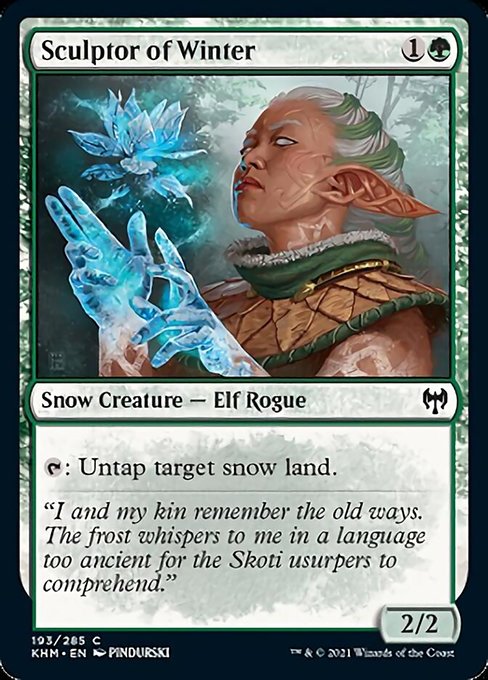 Sculptor of Winter 1
Snow Creature — Elf Rogue
: Untap target snow land.
“I and my kin remember the old ways.
The frost whispers to me in a language
too ancient for the Skoti usurpers to
comprehend.”
2/2
193/285 C
KHM • EN PINDURSKI
™ & © 2021 Wizards of the Coast